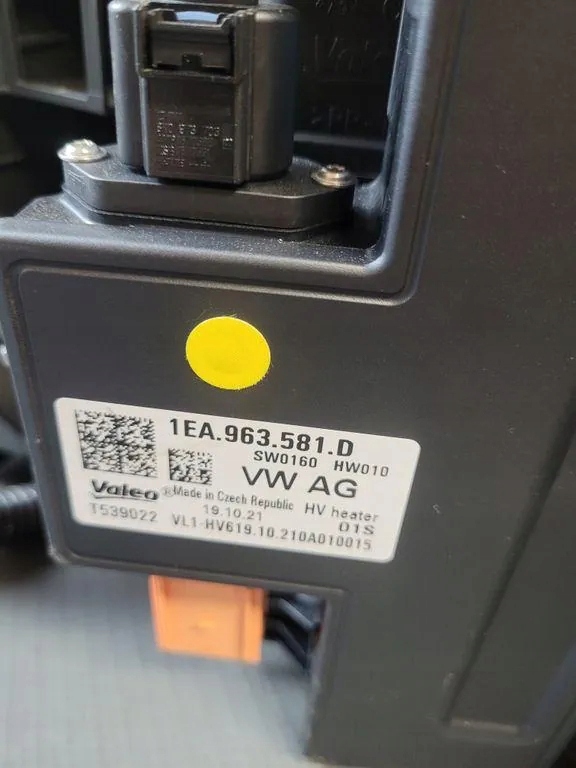 1EA.963.581.D
SW0160 HW010
VW AG
Valeo ® Made in Czech Republic HV heater
19.10.21 01S
T539022 VL1-HV619.10.210A010015